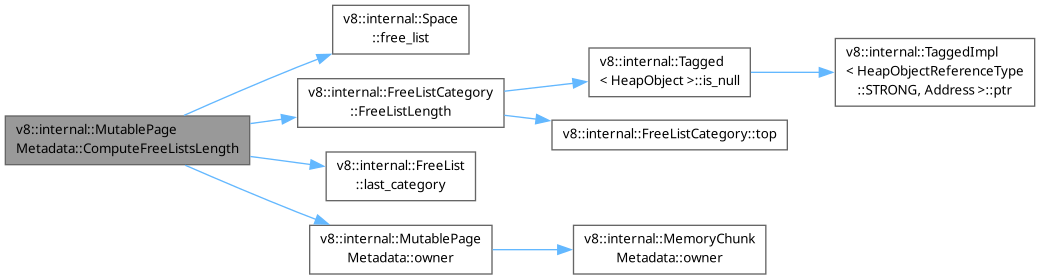 v8::internal::Space
::free_list
v8::internal::Tagged
< HeapObject >::is_null
v8::internal::TaggedImpl
< HeapObjectReferenceType
::STRONG, Address >::ptr
v8::internal::FreeListCategory
::FreeListLength
v8::internal::FreeListCategory::top
v8::internal::MutablePage
Metadata::ComputeFreeListsLength
v8::internal::FreeList
::last_category
v8::internal::MutablePage
Metadata::owner
v8::internal::MemoryChunk
Metadata::owner